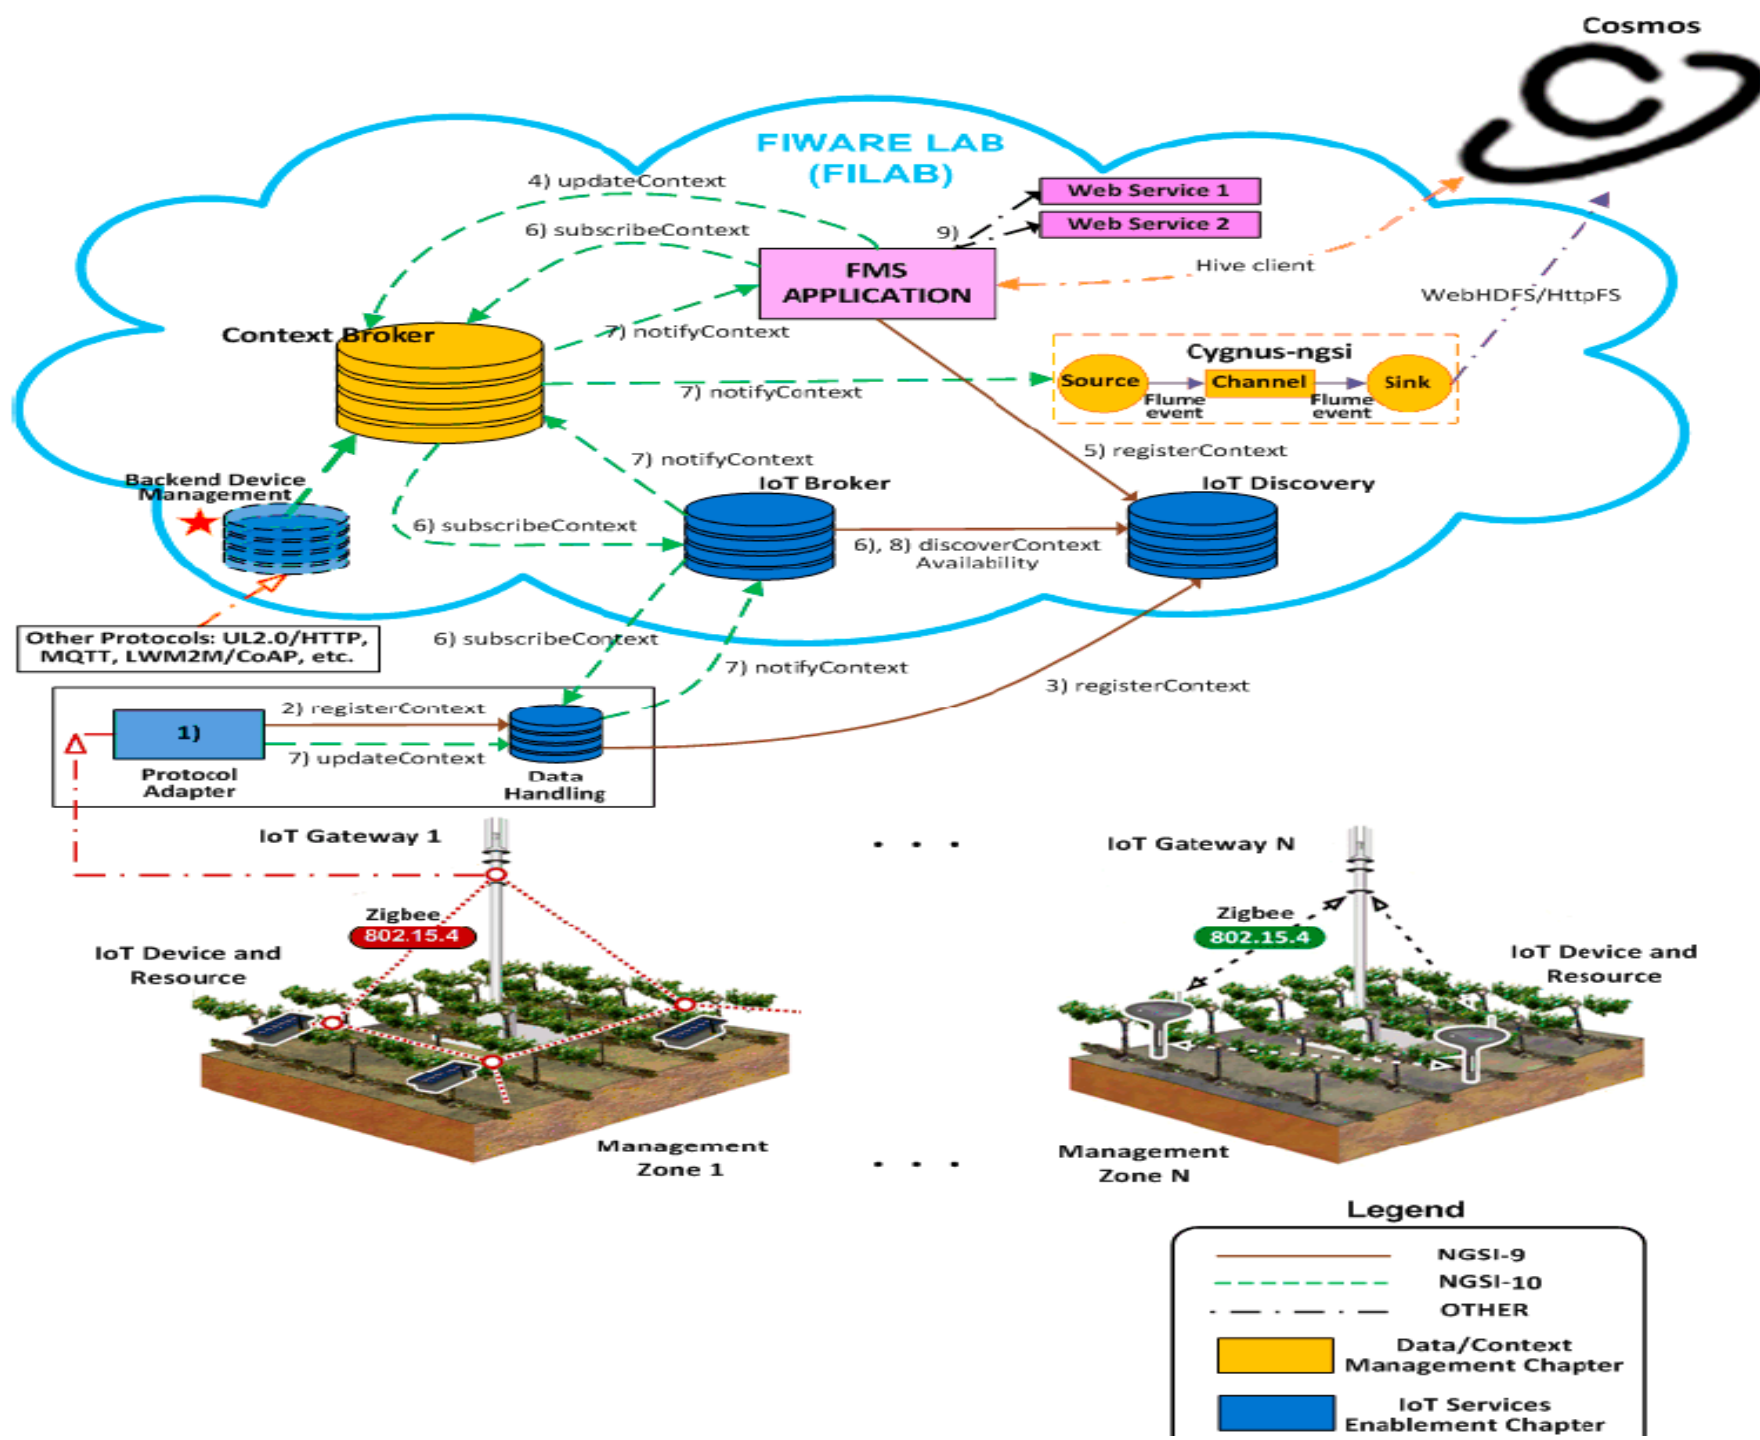 Cosmos
FIWARE LAB
(FILAB)
4) updateContext
Web Service 1
6) subscribeContext
9)
Web Service 2
FMS
APPLICATION
Hive client
WebHDFS/HttpFS
Context Broker
7) notifyContext
Cygnus-ngsi
Source
Channel
Sink
7) notifyContext
Flume
event
Flume
event
5) registerContext
7) notifyContext
Backend Device
Management
IoT Broker
IoT Discovery
6) subscribeContext
6), 8) discoverContext
Availability
Other Protocols: UL2.0/HTTP,
MQTT, LWM2M/CoAP, etc.
6) subscribeContext
7) notifyContext
3) registerContext
2) registerContext
1)
7) updateContext
Protocol
Adapter
Data
Handling
IoT Gateway 1
. . .
IoT Gateway N
Zigbee
802.15.4
Zigbee
802.15.4
IoT Device and
Resource
IoT Device and
Resource
Management
Zone 1
. . .
Management
Zone N
Legend
NGSI-9
NGSI-10
OTHER
Data/Context
Management Chapter
IoT Services
Enablement Chapter